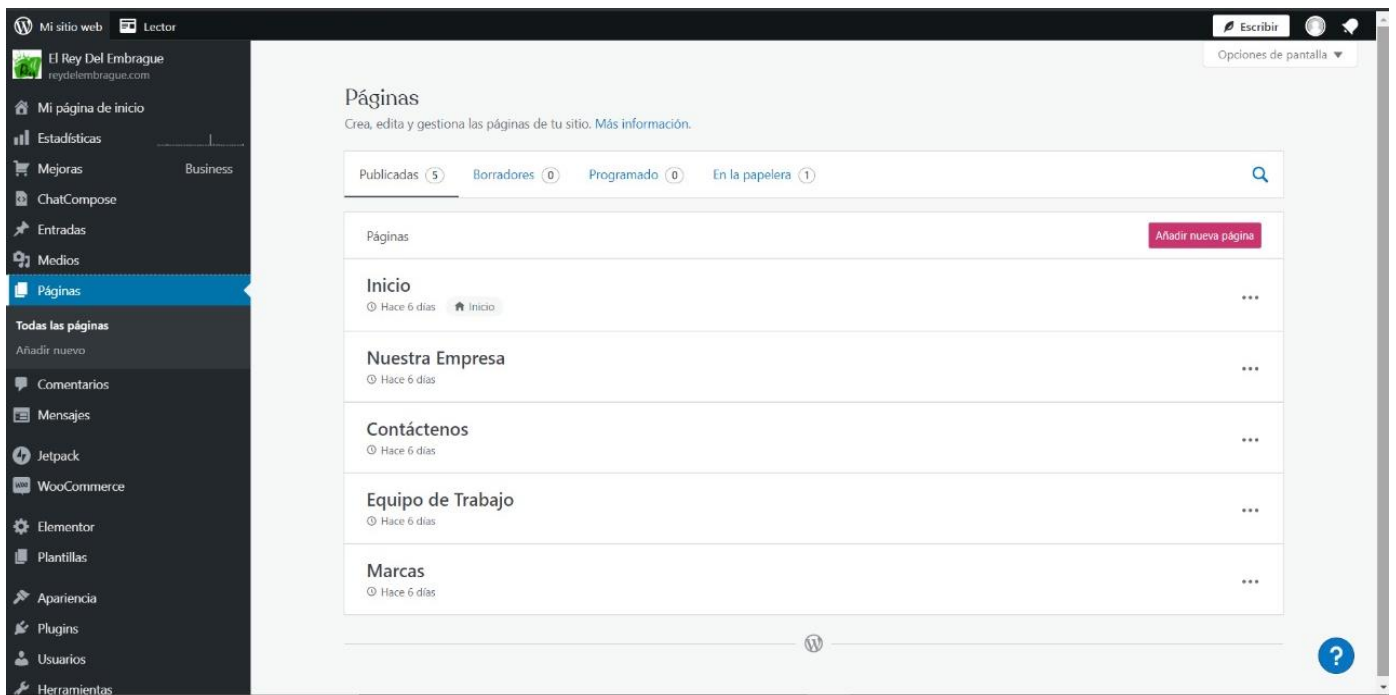 Mi sitio web Lector Escribir
El Rey Del Embrague
reydelembrague.com
Opciones de pantalla ▼
Mi página de inicio
Estadísticas
Mejoras Business
ChatCompose
Entradas
Medios
Páginas
Todas las páginas
Añadir nuevo
Comentarios
Mensajes
Jetpack
WooCommerce
Elementor
Plantillas
Apariencia
Plugins
Usuarios
Herramientas
Páginas
Crea, edita y gestiona las páginas de tu sitio. Más información.
Publicadas 5 Borradores 0 Programado 0 En la papelera 1
Páginas Añadir nueva página
Inicio
Hace 6 días Inicio
Nuestra Empresa
Hace 6 días
Contáctenos
Hace 6 días
Equipo de Trabajo
Hace 6 días
Marcas
Hace 6 días
?